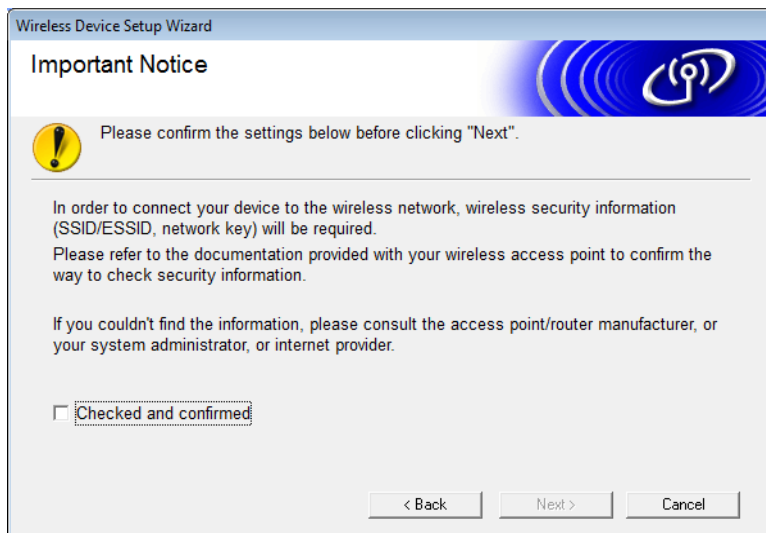 Wireless Device Setup Wizard
Important Notice
Please confirm the settings below before clicking "Next".
In order to connect your device to the wireless network, wireless security information
(SSID/ESSID, network key) will be required.
Please refer to the documentation provided with your wireless access point to confirm the
way to check security information.
If you couldn't find the information, please consult the access point/router manufacturer, or
your system administrator, or internet provider.
Checked and confirmed
< Back
Next >
Cancel